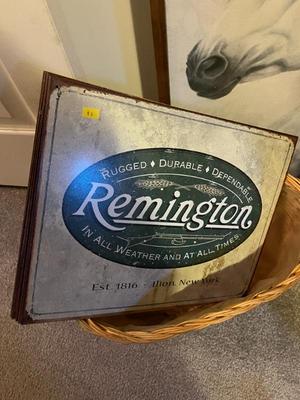 RUGGED ♦ DURABLE ♦ DEPENDABLE
Remington
IN ALL WEATHER AND AT ALL TIMES
Est. 1816 - Ilion, New York